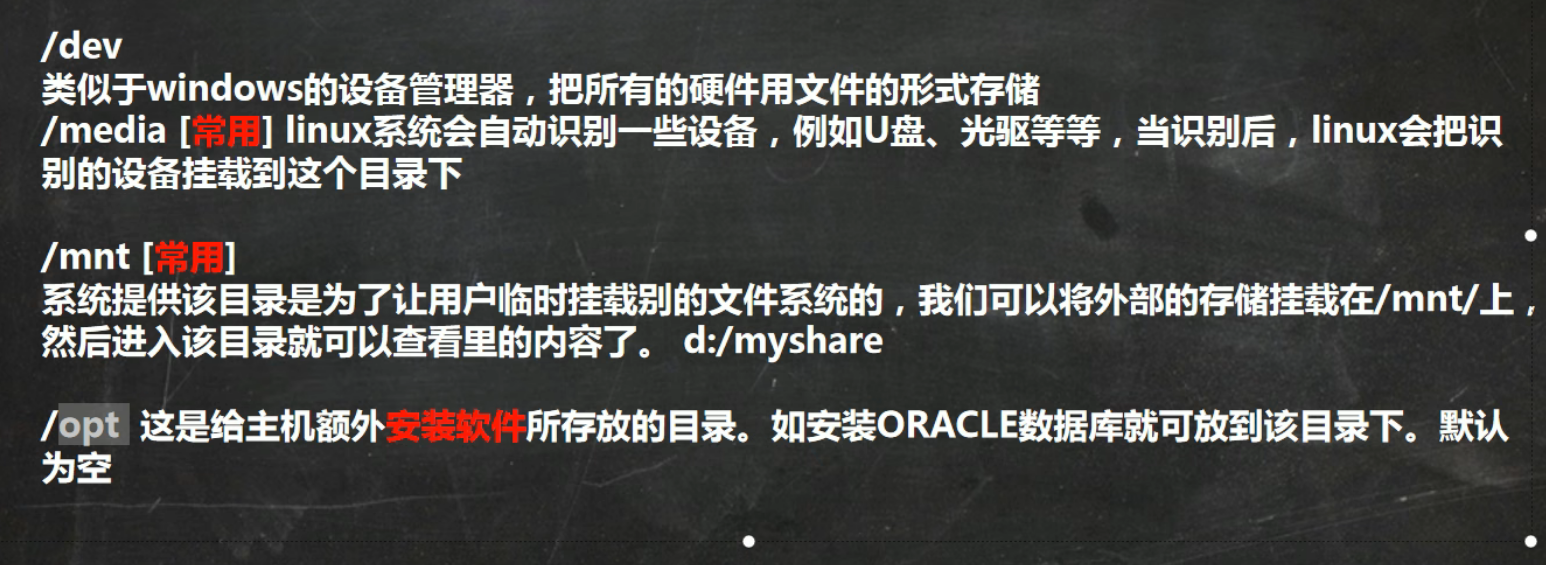 /dev
类似于windows的设备管理器，把所有的硬件用文件的形式存储
/media [常用] linux系统会自动识别一些设备，例如U盘、光驱等等，当识别后，linux会把识
别的设备挂载到这个目录下
/mnt [常用]
系统提供该目录是为了让用户临时挂载别的文件系统的，我们可以将外部的存储挂载在/mnt/上，
然后进入该目录就可以查看里的内容了。 d:/myshare
/opt 这是给主机额外安装软件所存放的目录。如安装ORACLE数据库就可放到该目录下。默认
为空